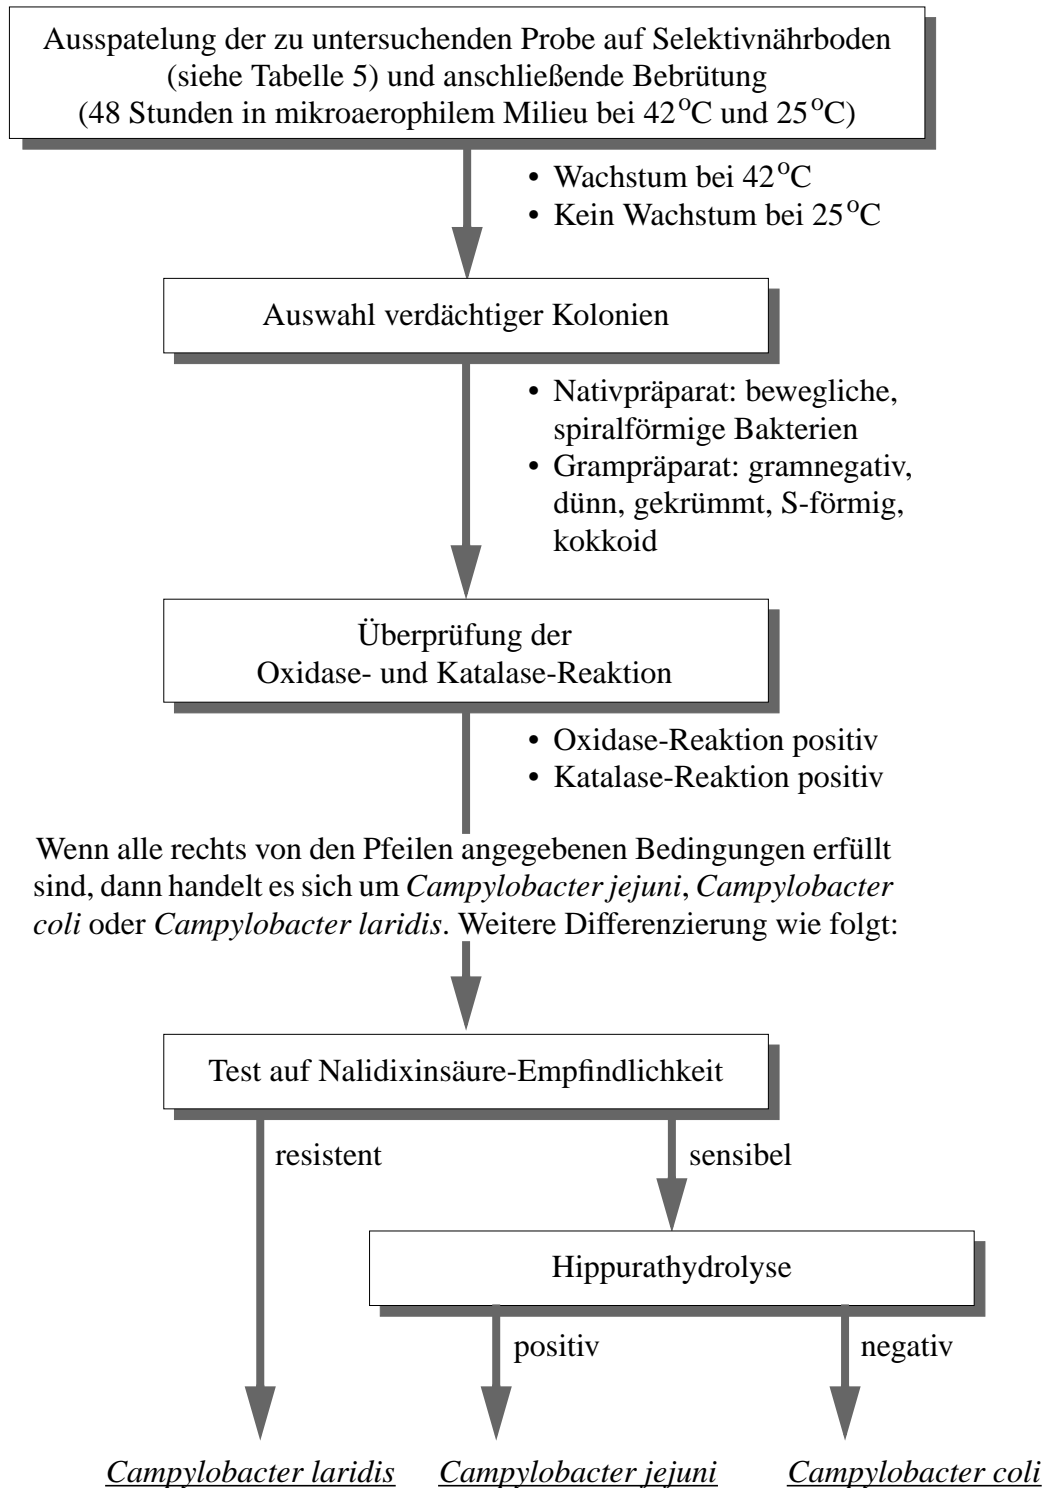 Ausspatelung der zu untersuchenden Probe auf Selektivnährboden
(siehe Tabelle 5) und anschließende Bebrütung
(48 Stunden in mikroaerophilem Milieu bei 42°C und 25°C)
• Wachstum bei 42°C
• Kein Wachstum bei 25°C
Auswahl verdächtiger Kolonien
• Nativpräparat: bewegliche,
spiralförmige Bakterien
• Grampräparat: gramnegativ,
dünn, gekrümmt, S-förmig,
kokkoid
Überprüfung der
Oxidase- und Katalase-Reaktion
• Oxidase-Reaktion positiv
• Katalase-Reaktion positiv
Wenn alle rechts von den Pfeilen angegebenen Bedingungen erfüllt
sind, dann handelt es sich um Campylobacter jejuni, Campylobacter
coli oder Campylobacter laridis. Weitere Differenzierung wie folgt:
Test auf Nalidixinsäure-Empfindlichkeit
resistent
sensibel
Hippurathydrolyse
positiv
negativ
Campylobacter laridis
Campylobacter jejuni
Campylobacter coli